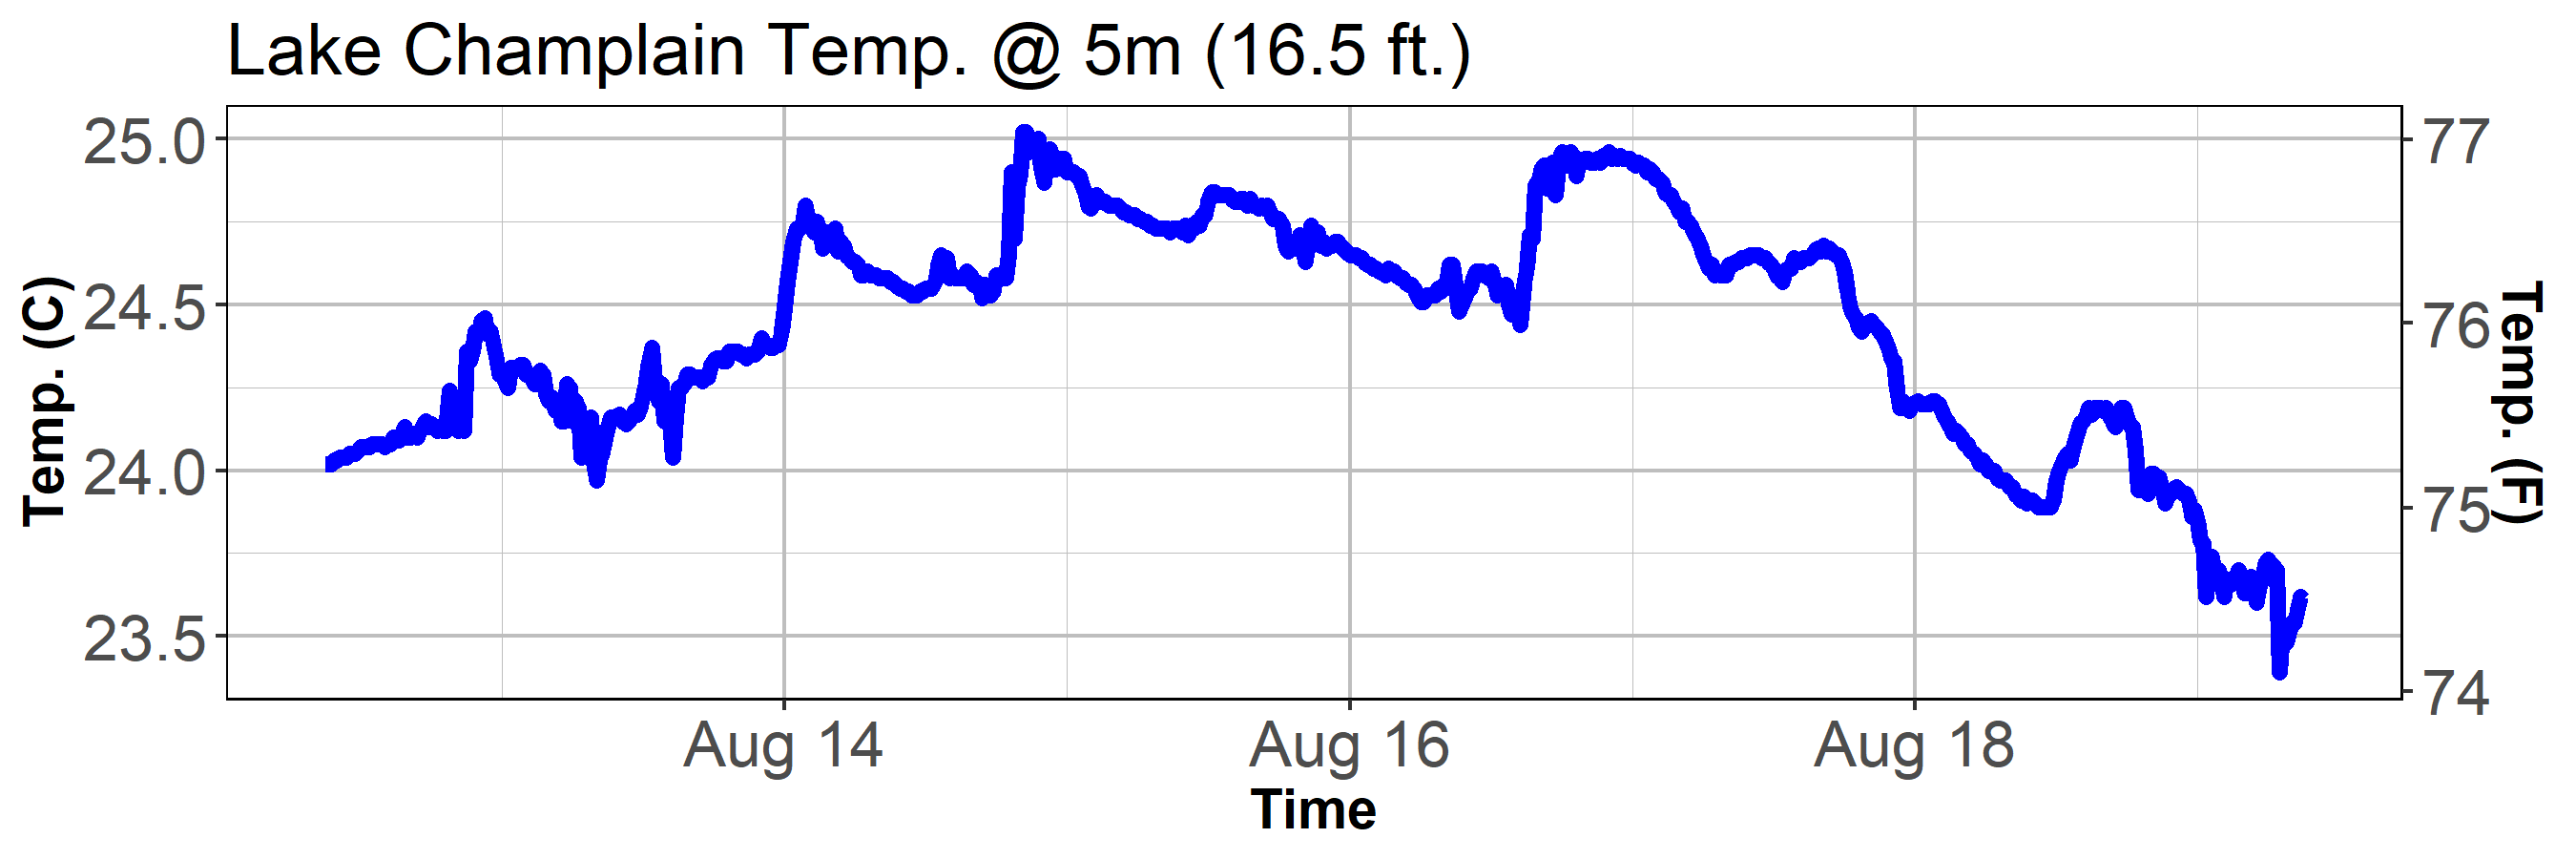 Lake Champlain Temp. @ 5m (16.5 ft.)
Temp. (C)
25.0
24.5
24.0
23.5
77
76
75
74
Temp. (F)
Aug 14
Aug 16
Aug 18
Time